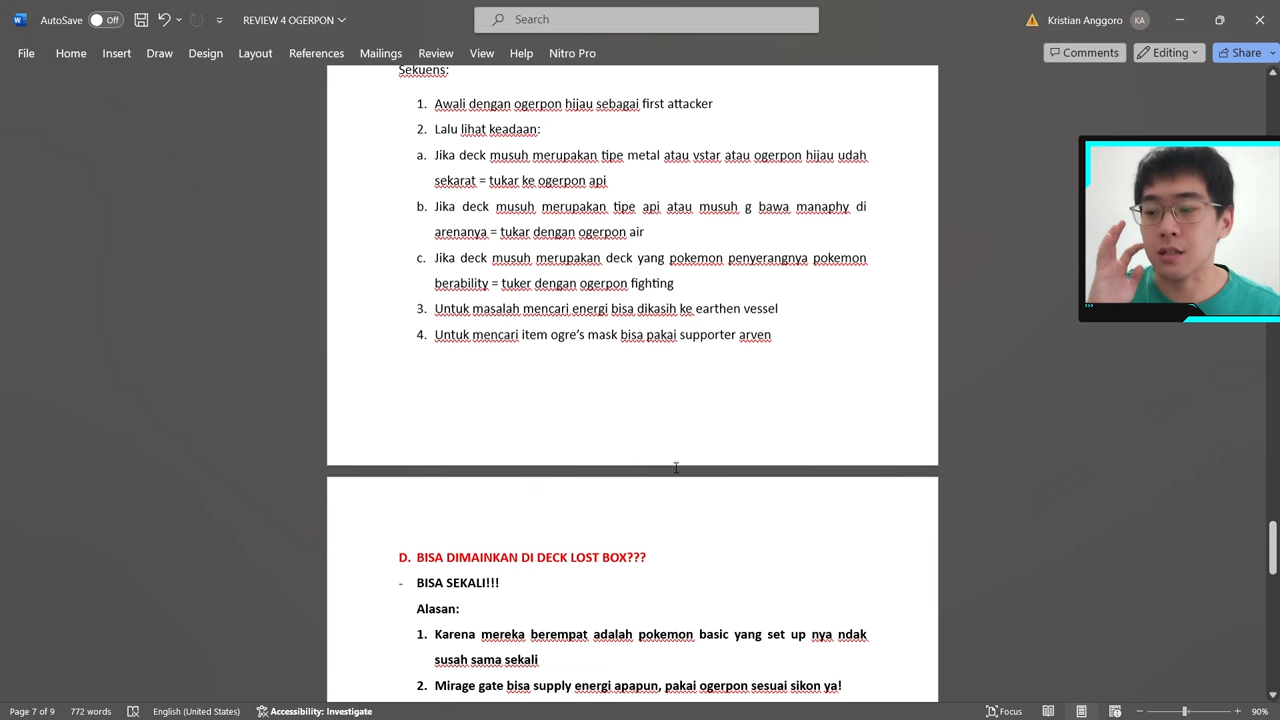 AutoSave
Off
REVIEW 4 OGERPON
Search
Kristian Anggoro
KA
File
Home
Insert
Draw
Design
Layout
References
Mailings
Review
View
Help
Nitro Pro
Comments
Editing
Share
Sekuens:
1. Awali dengan ogerpon hijau sebagai first attacker
2. Lalu lihat keadaan:
a. Jika deck musuh merupakan tipe metal atau vstar atau ogerpon hijau udah
sekarat = tukar ke ogerpon api
b. Jika deck musuh merupakan tipe api atau musuh g bawa manaphy di
arenanya = tukar dengan ogerpon air
c. Jika deck musuh merupakan deck yang pokemon penyerangnya pokemon
berability = tuker dengan ogerpon fighting
3. Untuk masalah mencari energi bisa dikasih ke earthen vessel
4. Untuk mencari item ogre’s mask bisa pakai supporter arven
D. BISA DIMAINKAN DI DECK LOST BOX???
- BISA SEKALI!!!
Alasan:
1. Karena mereka berempat adalah pokemon basic yang set up nya ndak
susah sama sekali
2. Mirage gate bisa supply energi apapun, pakai ogerpon sesuai sikon ya!
Page 7 of 9
772 words
English (United States)
Accessibility: Investigate
Focus
90%